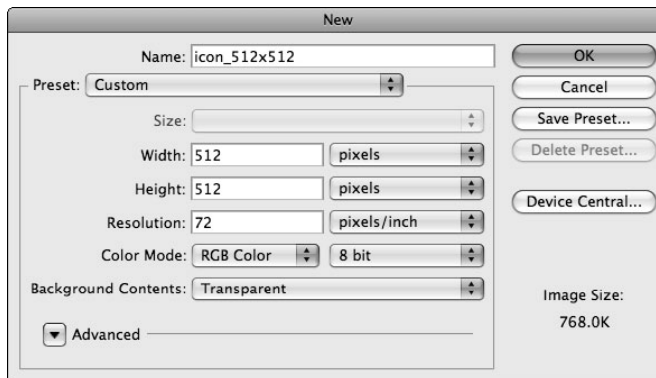 New
Name: icon_512x512
OK
Preset: Custom
Cancel
Size:
Save Preset...
Width: 512 pixels
Delete Preset...
Height: 512 pixels
Device Central...
Resolution: 72 pixels/inch
Color Mode: RGB Color 8 bit
Background Contents: Transparent
Image Size:
768.0K
Advanced